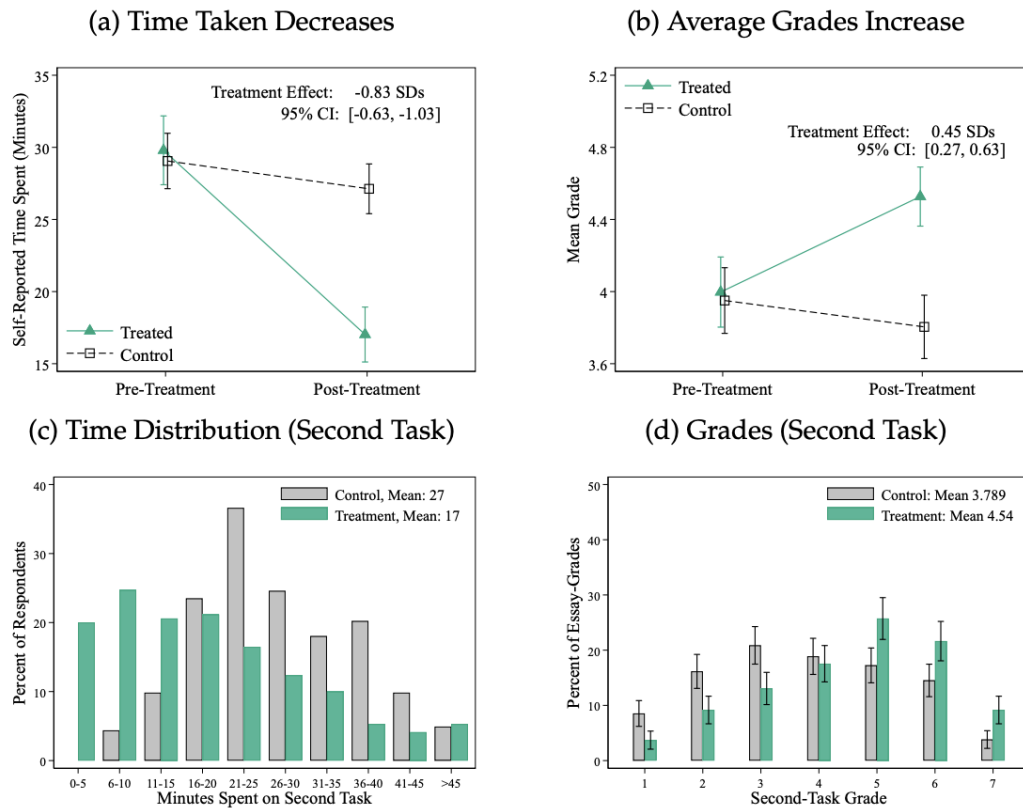 (a) Time Taken Decreases
Self-Reported Time Spent (Minutes)
35
30
25
20
15
Treatment Effect: -0.83 SDs
95% CI: [-0.63, -1.03]
Treated
Control
Pre-Treatment Post-Treatment
(b) Average Grades Increase
Mean Grade
5.2
4.8
4.4
4
3.6
Treated
Control
Treatment Effect: 0.45 SDs
95% CI: [0.27, 0.63]
Pre-Treatment Post-Treatment
(c) Time Distribution (Second Task)
Percent of Respondents
40
30
20
10
0
Control, Mean: 27
Treatment, Mean: 17
0-5 6-10 11-15 16-20 21-25 26-30 31-35 36-40 41-45 >45
Minutes Spent on Second Task
(d) Grades (Second Task)
Percent of Essay-Grades
50
40
30
20
10
0
Control: Mean 3.789
Treatment: Mean 4.54
1 2 3 4 5 6 7
Second-Task Grade